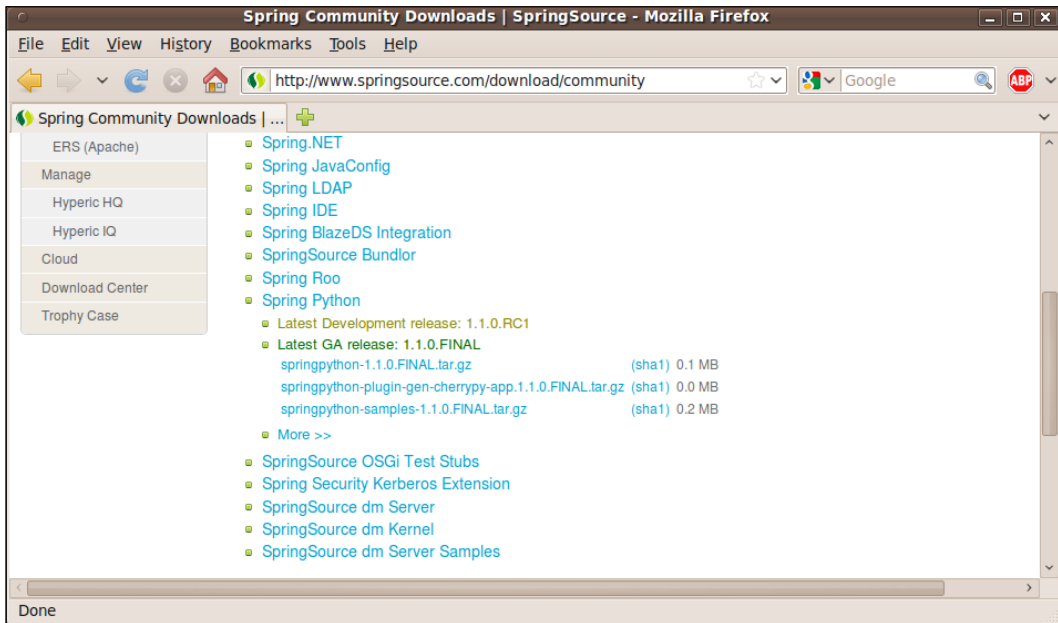 Spring Community Downloads | SpringSource - Mozilla Firefox
File Edit View History Bookmarks Tools Help
http://www.springsource.com/download/community
Google
ABP
Spring Community Downloads | ...
ERS (Apache)
Manage
Hyperic HQ
Hyperic IQ
Cloud
Download Center
Trophy Case
Spring.NET
Spring JavaConfig
Spring LDAP
Spring IDE
Spring BlazeDS Integration
SpringSource Bundlor
Spring Roo
Spring Python
Latest Development release: 1.1.0.RC1
Latest GA release: 1.1.0.FINAL
springpython-1.1.0.FINAL.tar.gz (sha1) 0.1 MB
springpython-plugin-gen-cherrypy-app.1.1.0.FINAL.tar.gz (sha1) 0.0 MB
springpython-samples-1.1.0.FINAL.tar.gz (sha1) 0.2 MB
More >>
SpringSource OSGi Test Stubs
Spring Security Kerberos Extension
SpringSource dm Server
SpringSource dm Kernel
SpringSource dm Server Samples
Done